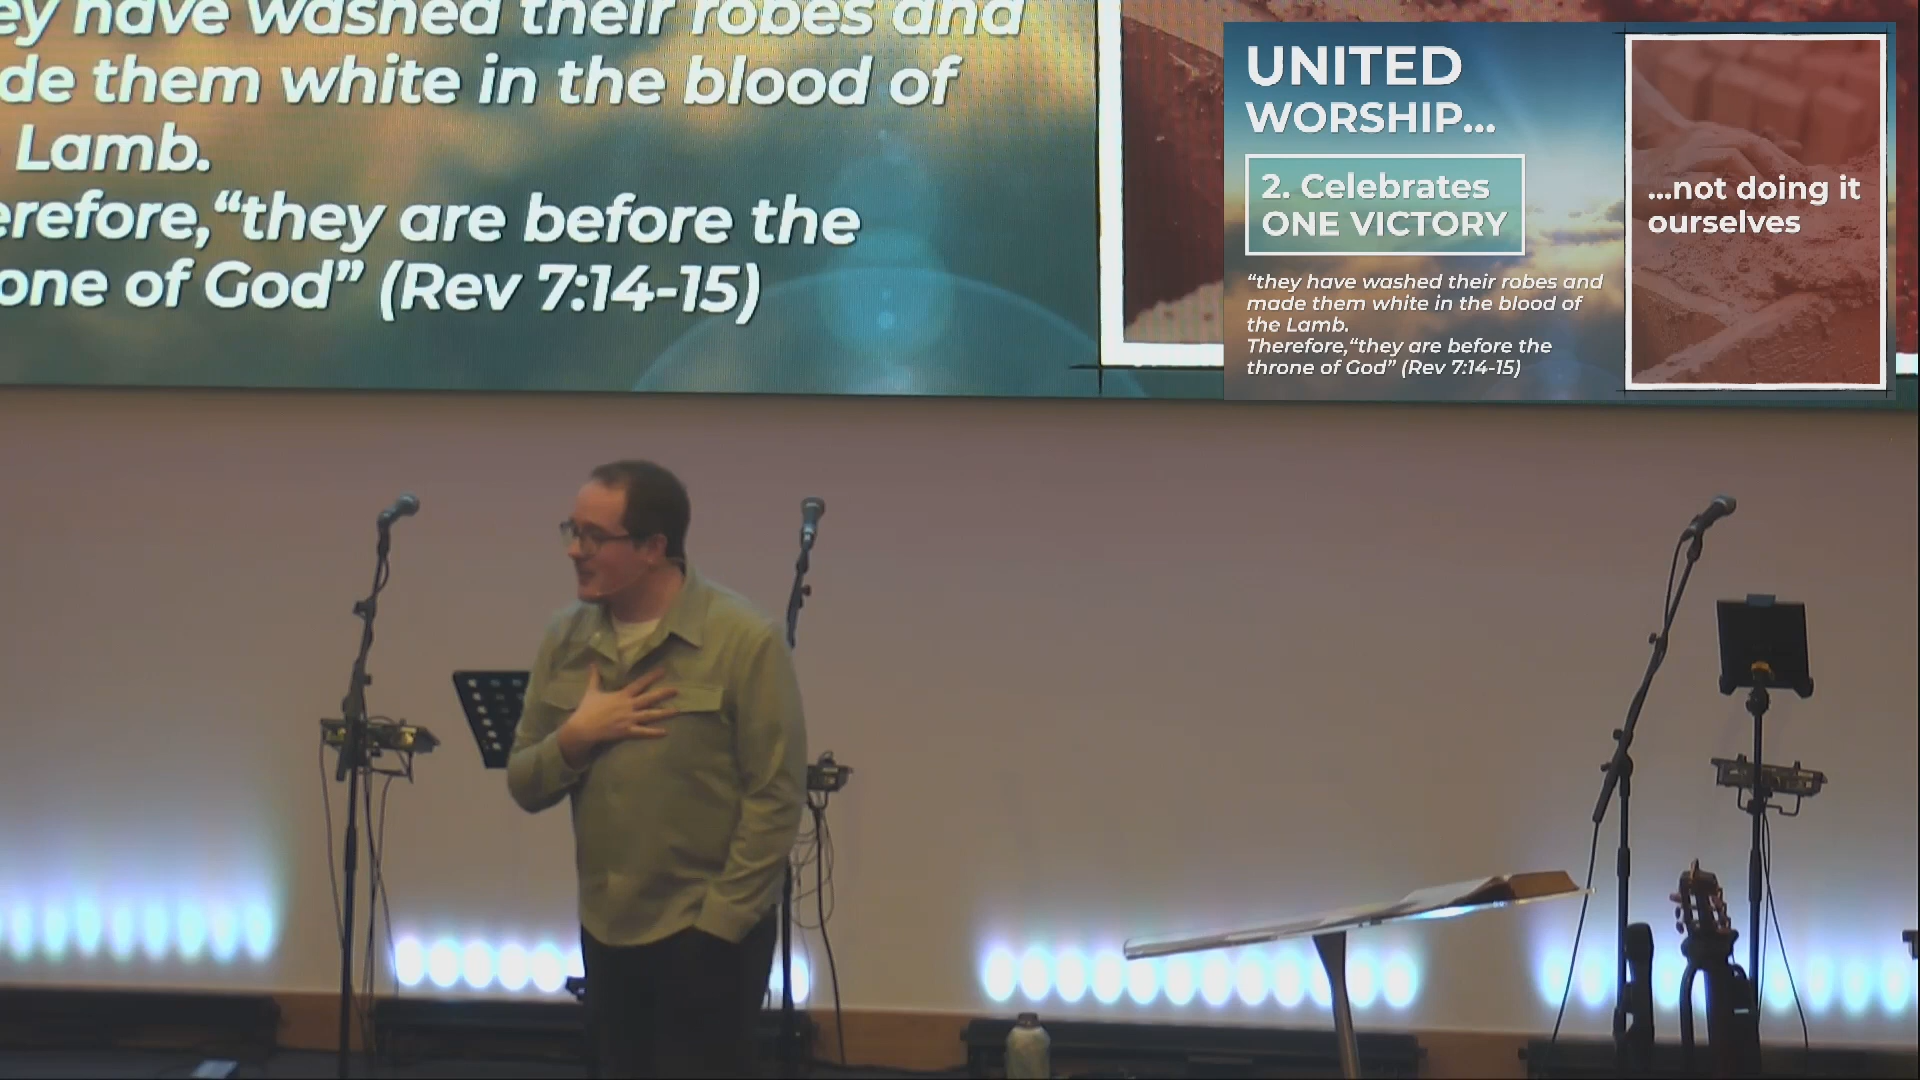 ey have washed their robes and
de them white in the blood of
Lamb.
erefore,“they are before the
one of God” (Rev 7:14-15)
UNITED
WORSHIP...
2. Celebrates
ONE VICTORY
“they have washed their robes and
made them white in the blood of
the Lamb.
Therefore,“they are before the
throne of God” (Rev 7:14-15)
...not doing it
ourselves